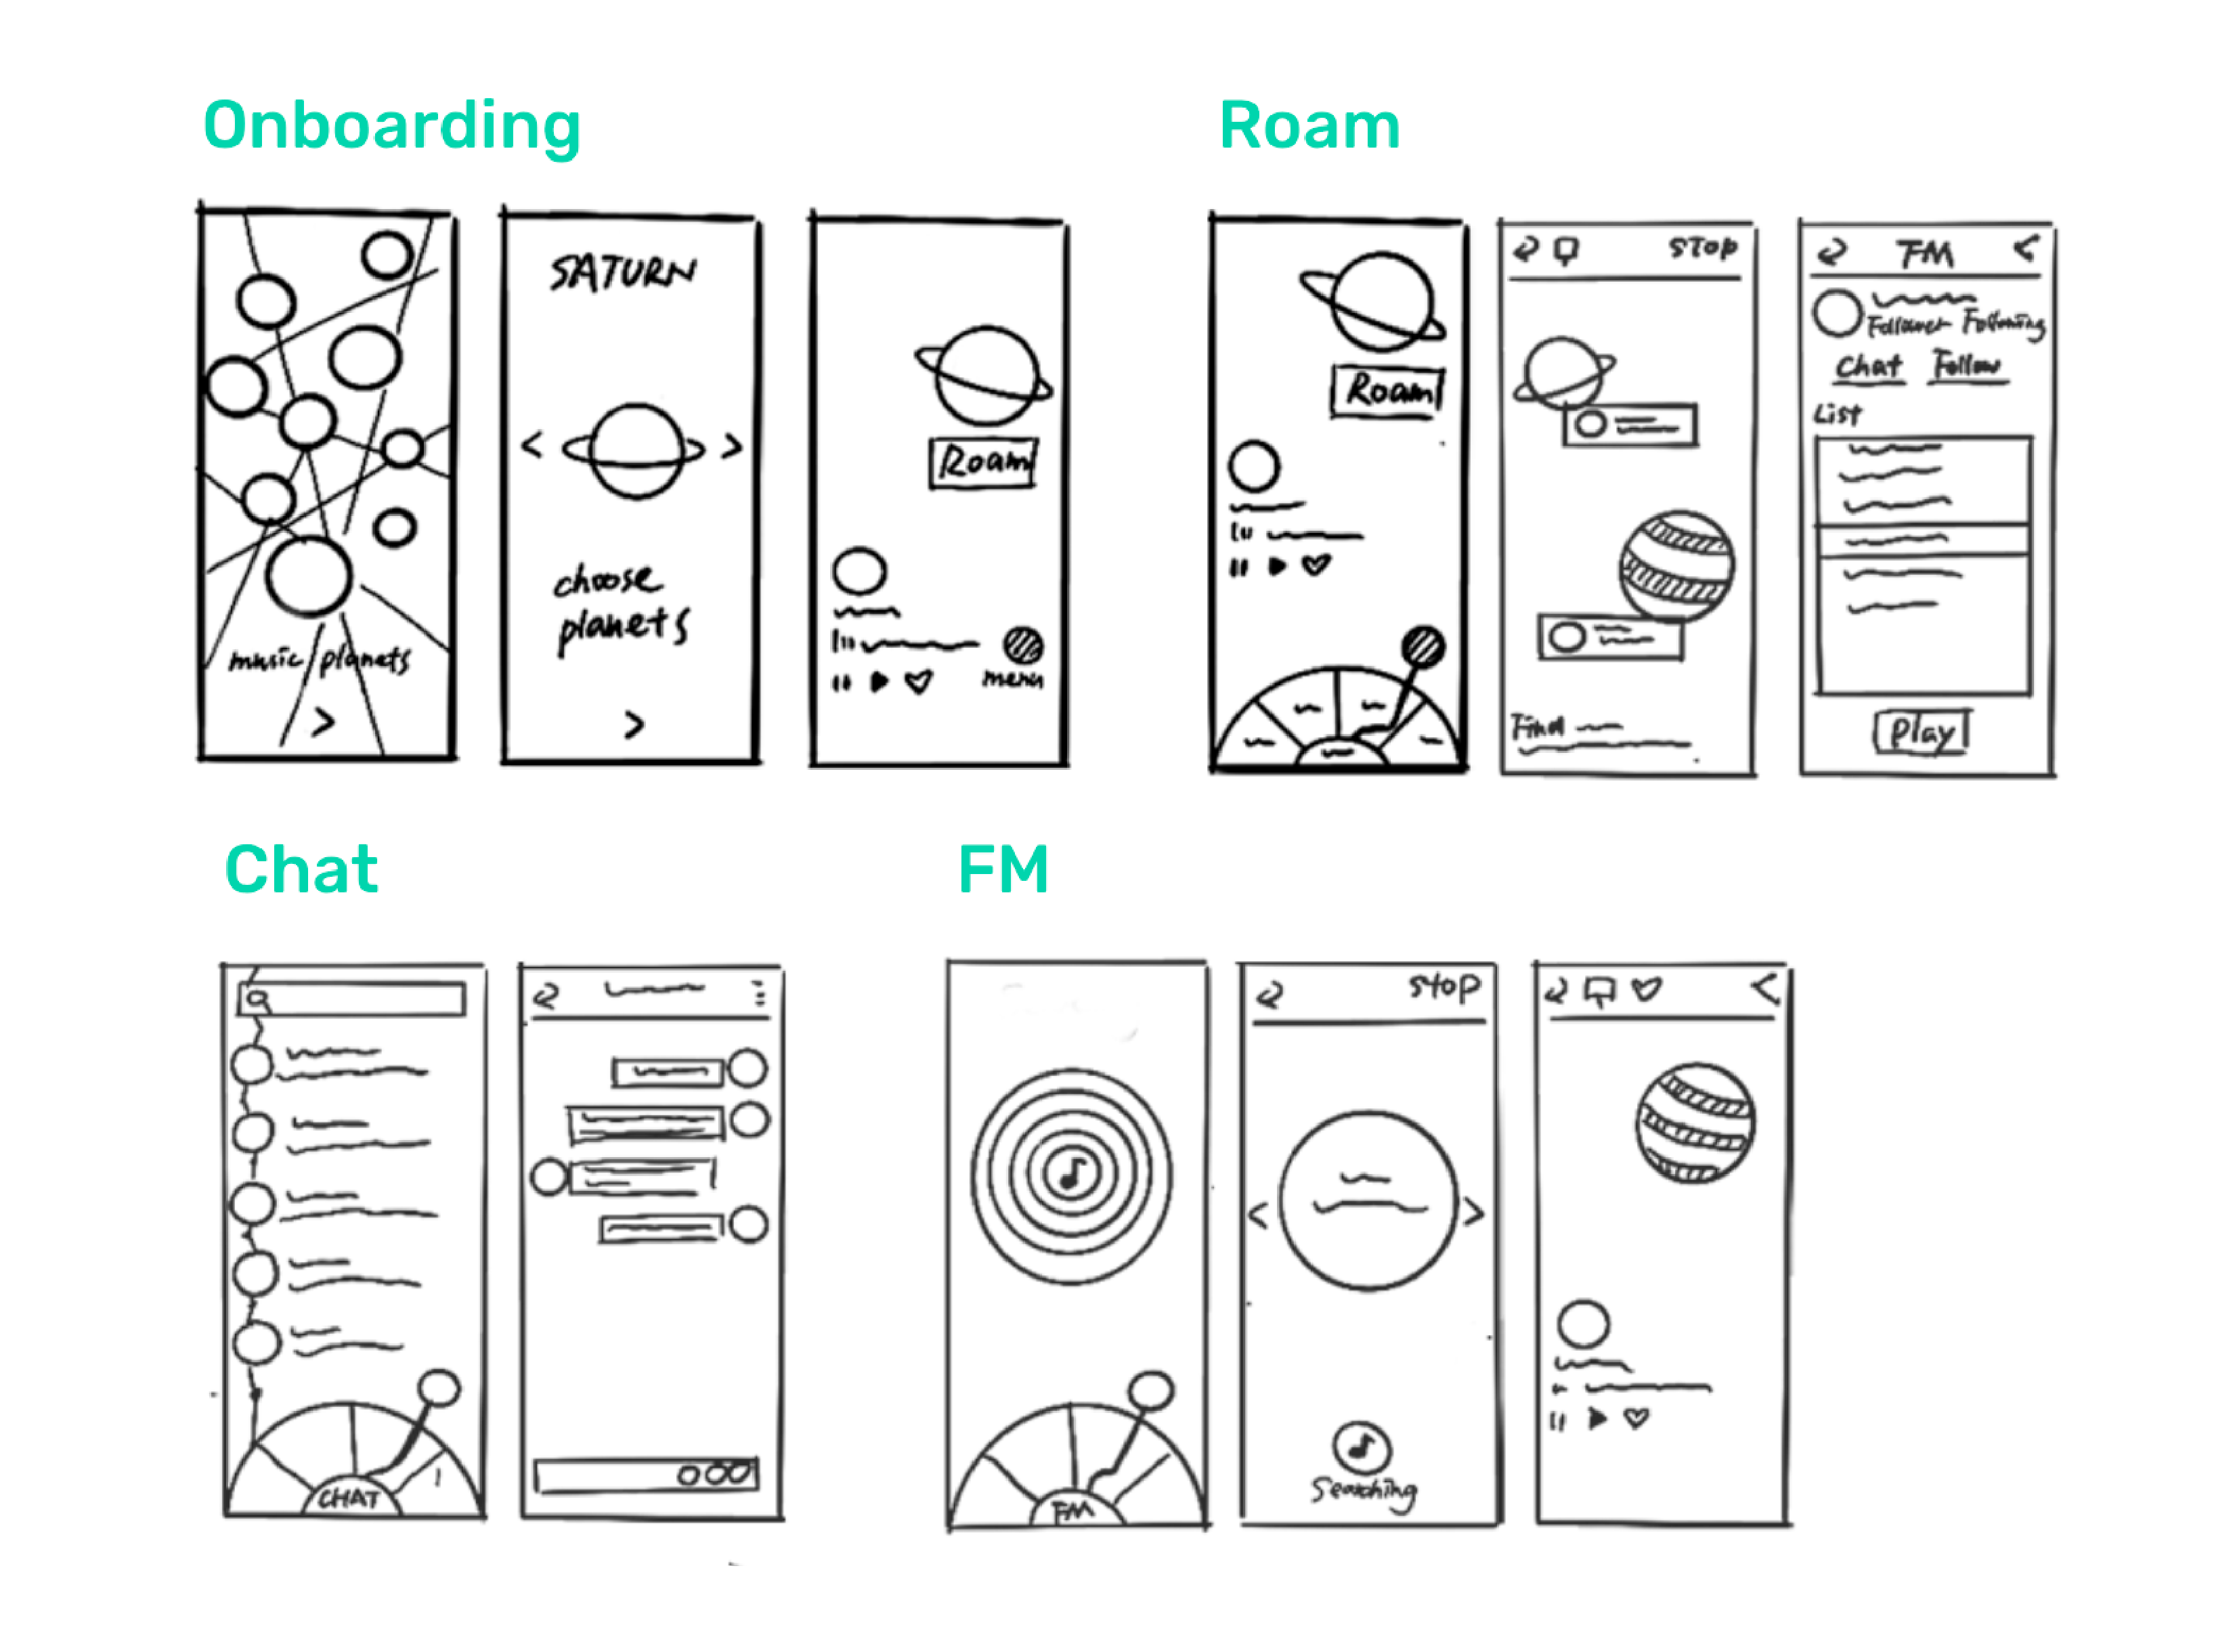 Onboarding
Roam
music planets
>
SATURN
<
>
choose
planets
>
Roam
menu
Roam
STOP
Find
FM
Follower Following
Chat Follow
List
Play
Chat
FM
CHAT
FM
stop
<
>
Searching